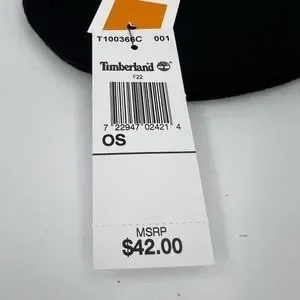 T100366C 001
Timberland
F22
7 22947 02421 4
OS
MSRP
$42.00